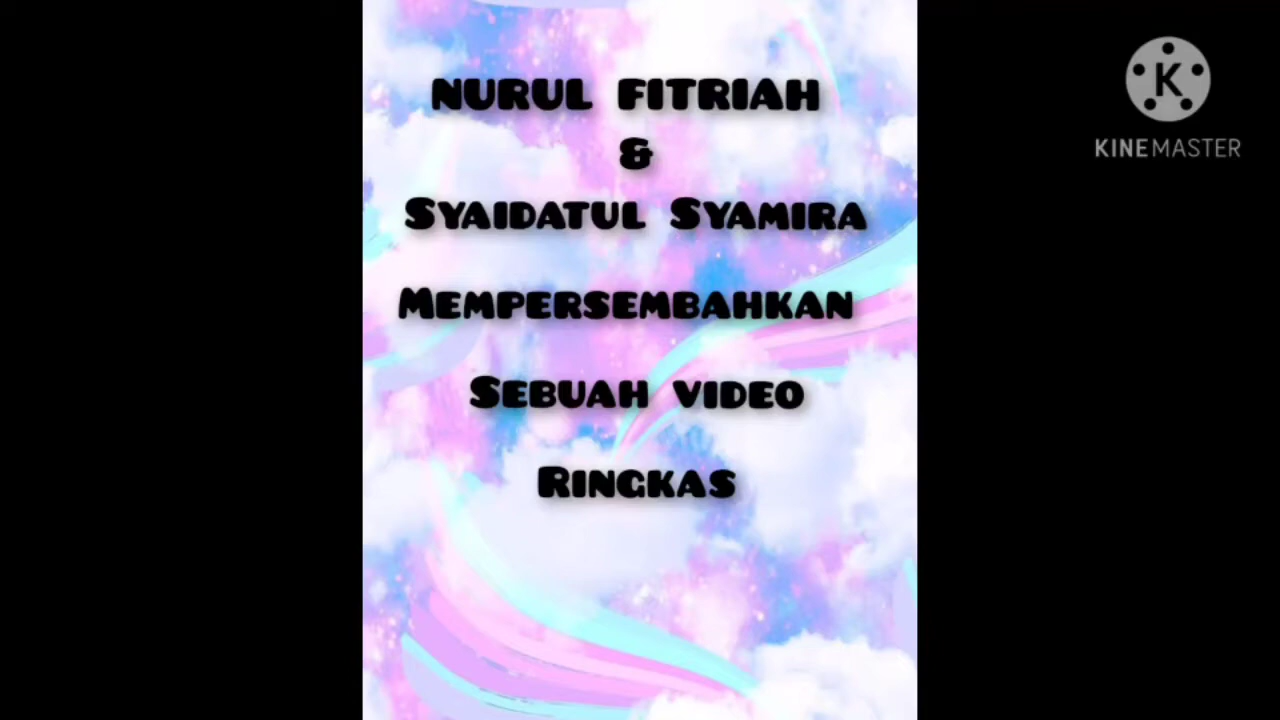 NURUL FITRIAH
&
SYAIDATUL SYAMIRA
MEMPERSEMBAHKAN
SEBUAH VIDEO
RINGKAS
K
KINEMASTER